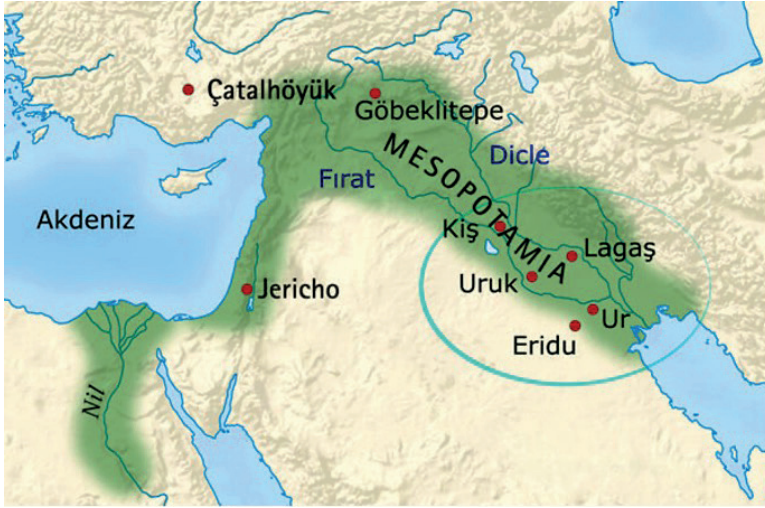 Çatalhöyük
Göbeklitepe
MESOPOTAMIA
Dicle
Fırat
Akdeniz
Kiş
Lagaş
Uruk
Jericho
Ur
Eridu
Nil